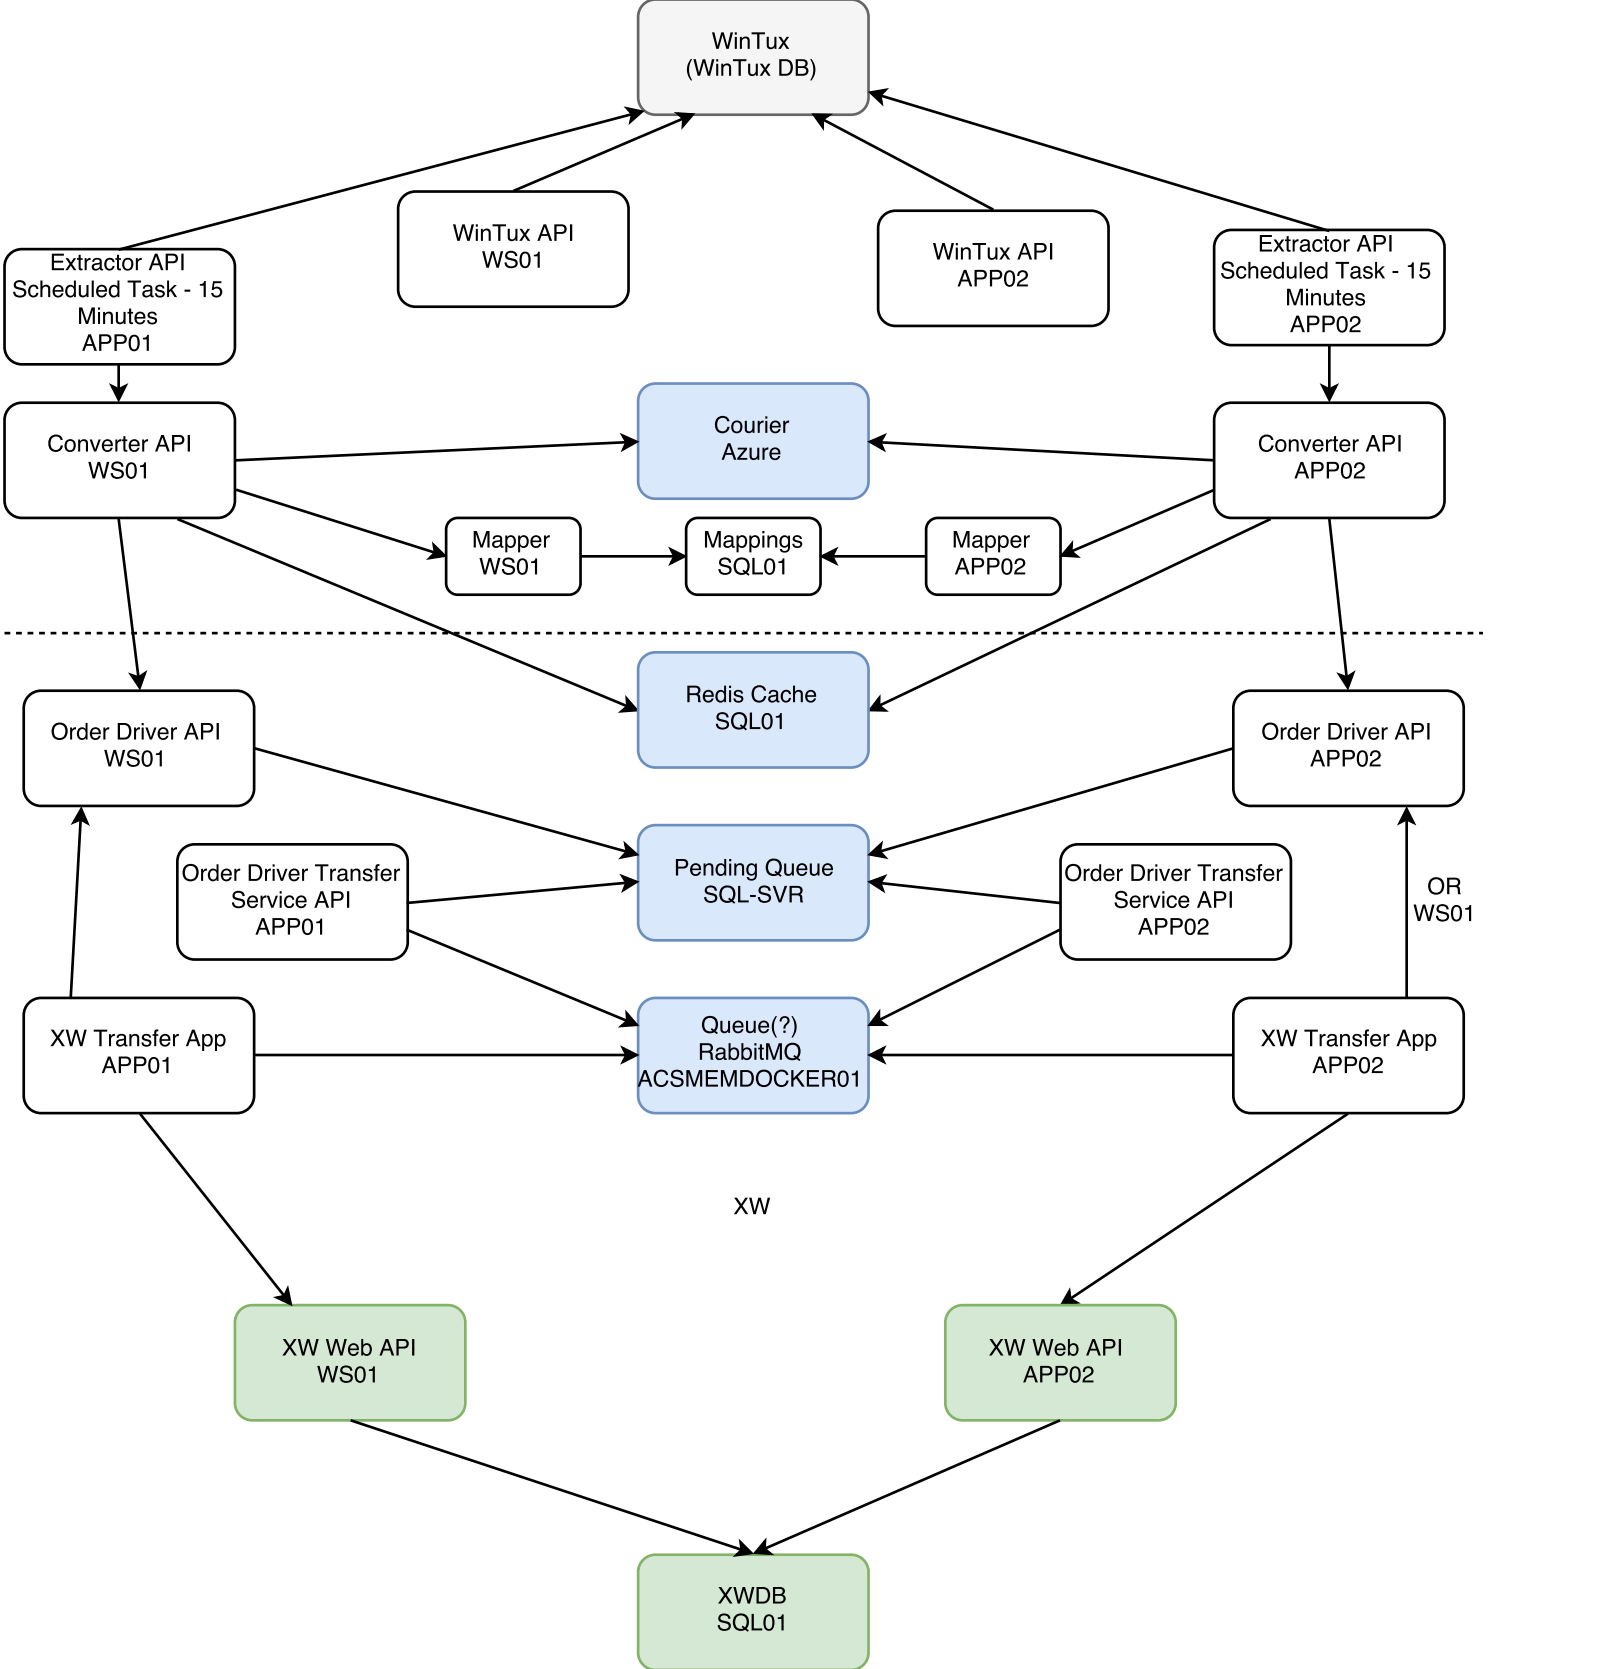 WinTux
(WinTux DB)
WinTux API
WS01
WinTux API
APP02
Extractor API
Scheduled Task - 15
Minutes
APP01
Extractor API
Scheduled Task - 15
Minutes
APP02
Converter API
WS01
Courier
Azure
Converter API
APP02
Mapper
WS01
Mappings
SQL01
Mapper
APP02
Redis Cache
SQL01
Order Driver API
WS01
Order Driver API
APP02
Order Driver Transfer
Service API
APP01
Pending Queue
SQL-SVR
Order Driver Transfer
Service API
APP02
OR
WS01
XW Transfer App
APP01
Queue(?)
RabbitMQ
ACSMEMDOCKER01
XW Transfer App
APP02
XW
XW Web API
WS01
XW Web API
APP02
XWDB
SQL01